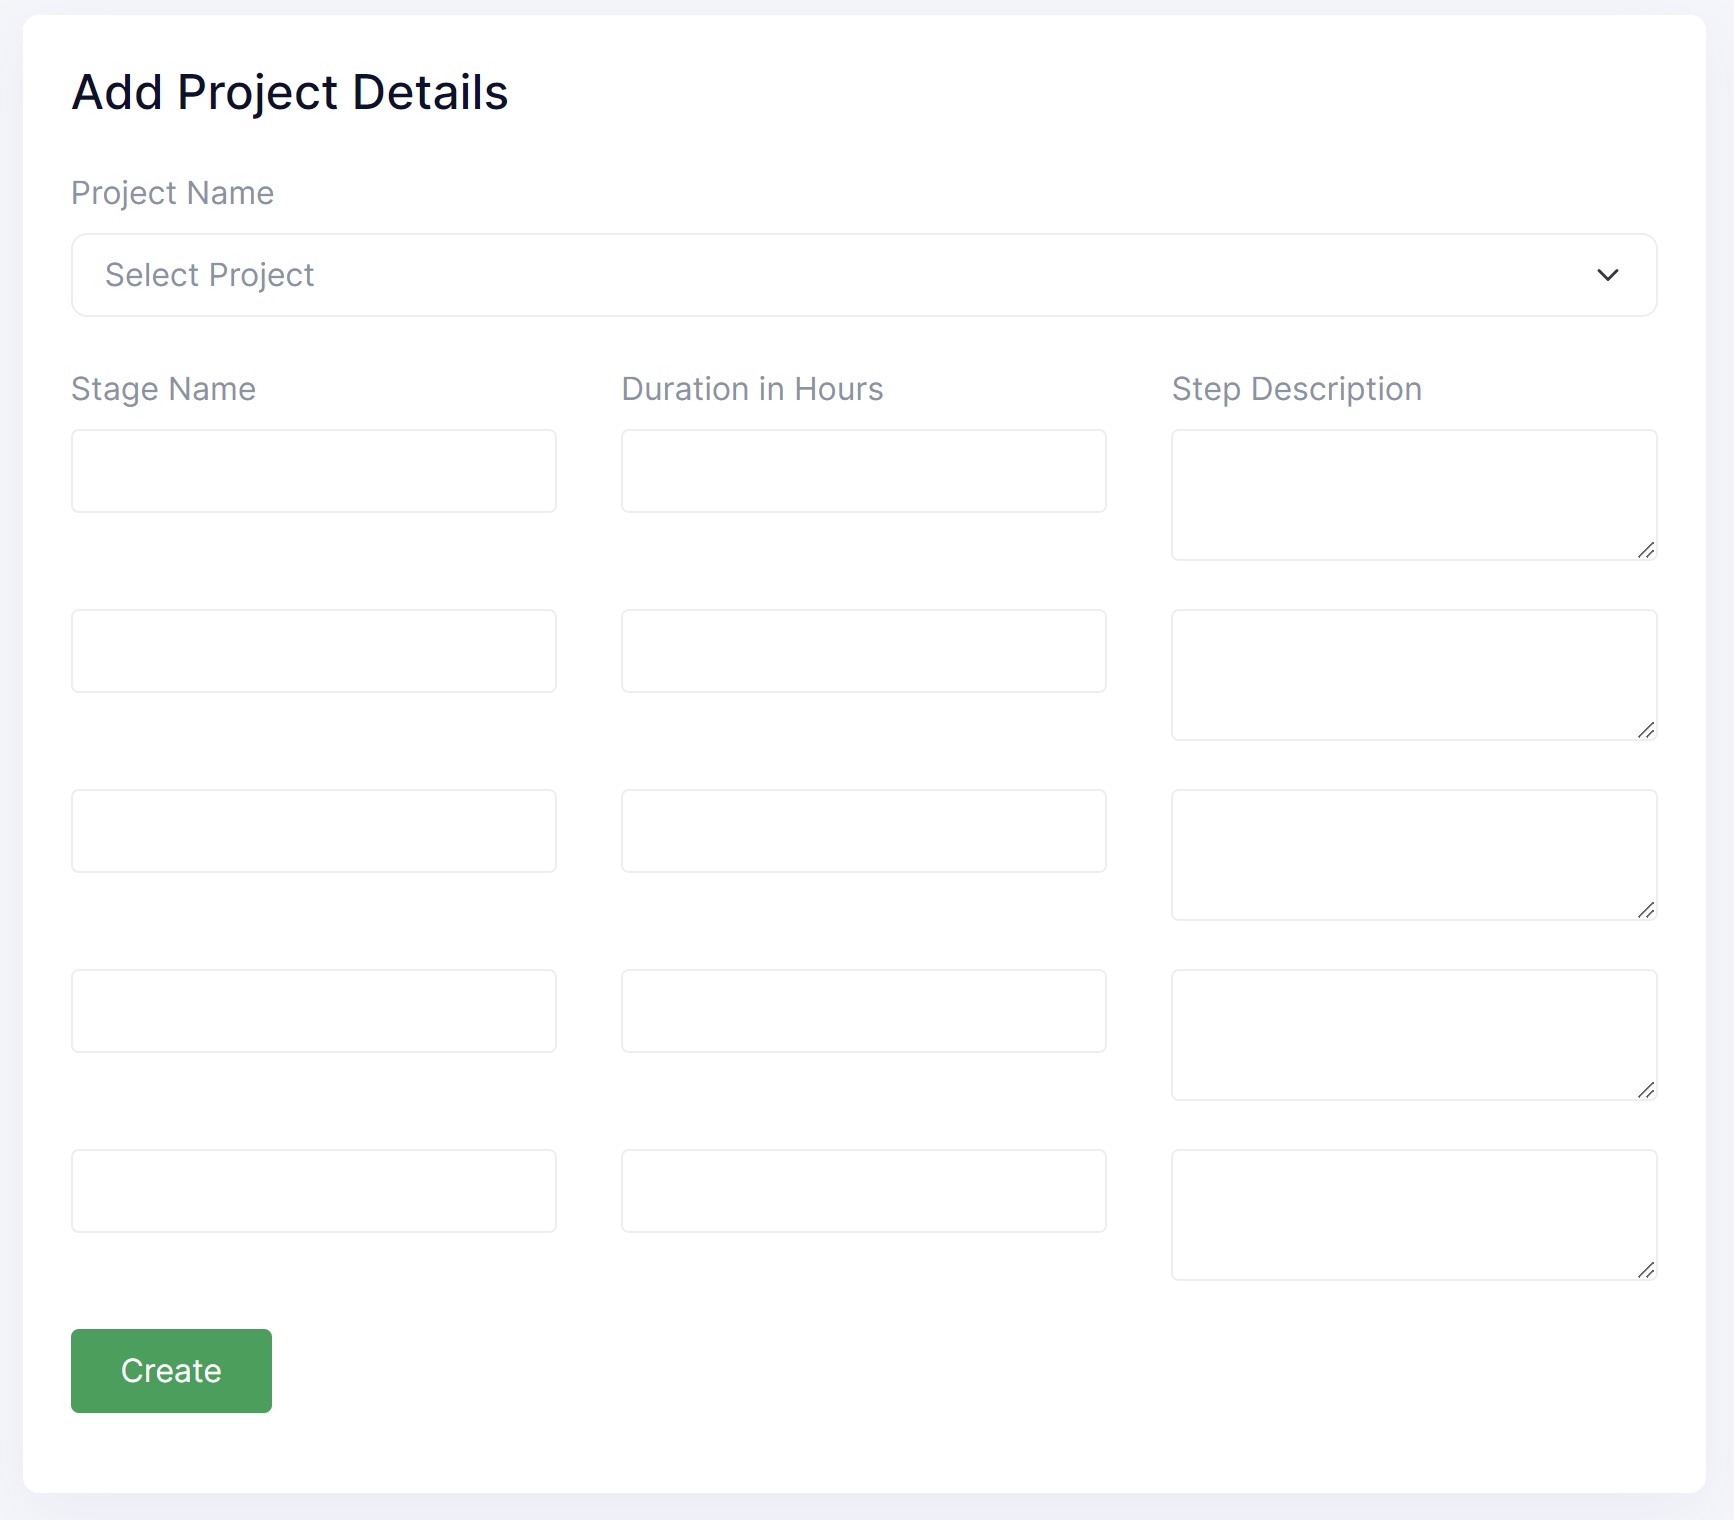 Add Project Details
Project Name
Select Project
Stage Name Duration in Hours Step Description
Create